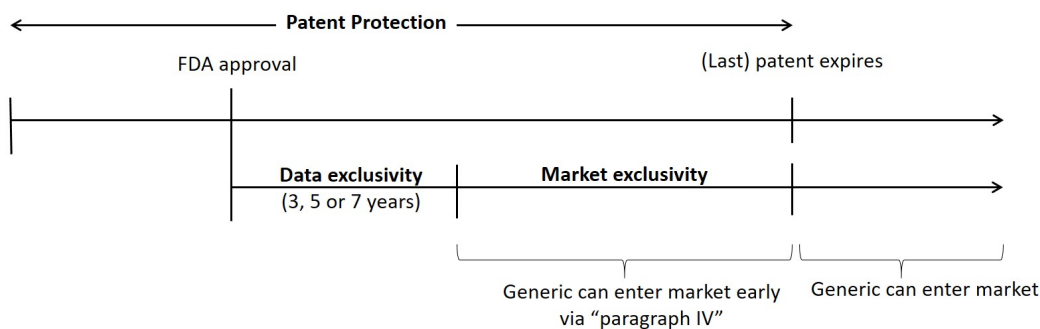 Patent Protection
FDA approval
(Last) patent expires
Data exclusivity
(3, 5 or 7 years)
Market exclusivity
Generic can enter market early
via “paragraph IV”
Generic can enter market